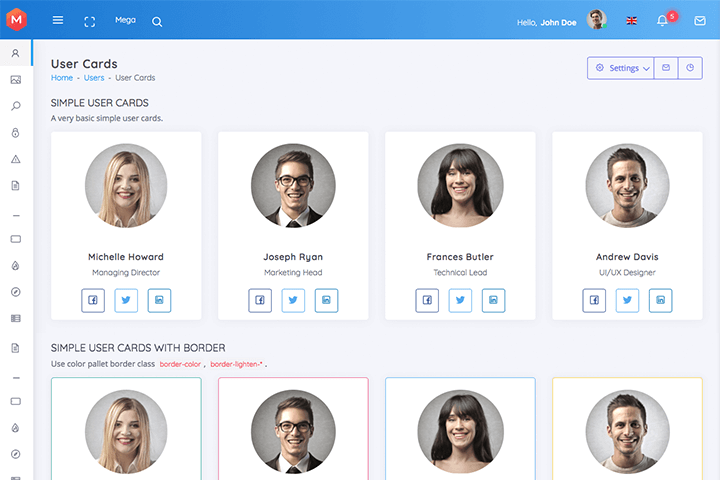 M
Mega
Hello, John Doe
5
User Cards
Home - Users - User Cards
Settings
SIMPLE USER CARDS
A very basic simple user cards.
Michelle Howard
Managing Director
Joseph Ryan
Marketing Head
Frances Butler
Technical Lead
Andrew Davis
UI/UX Designer
SIMPLE USER CARDS WITH BORDER
Use color pallet border class border-color , border-lighten-* .